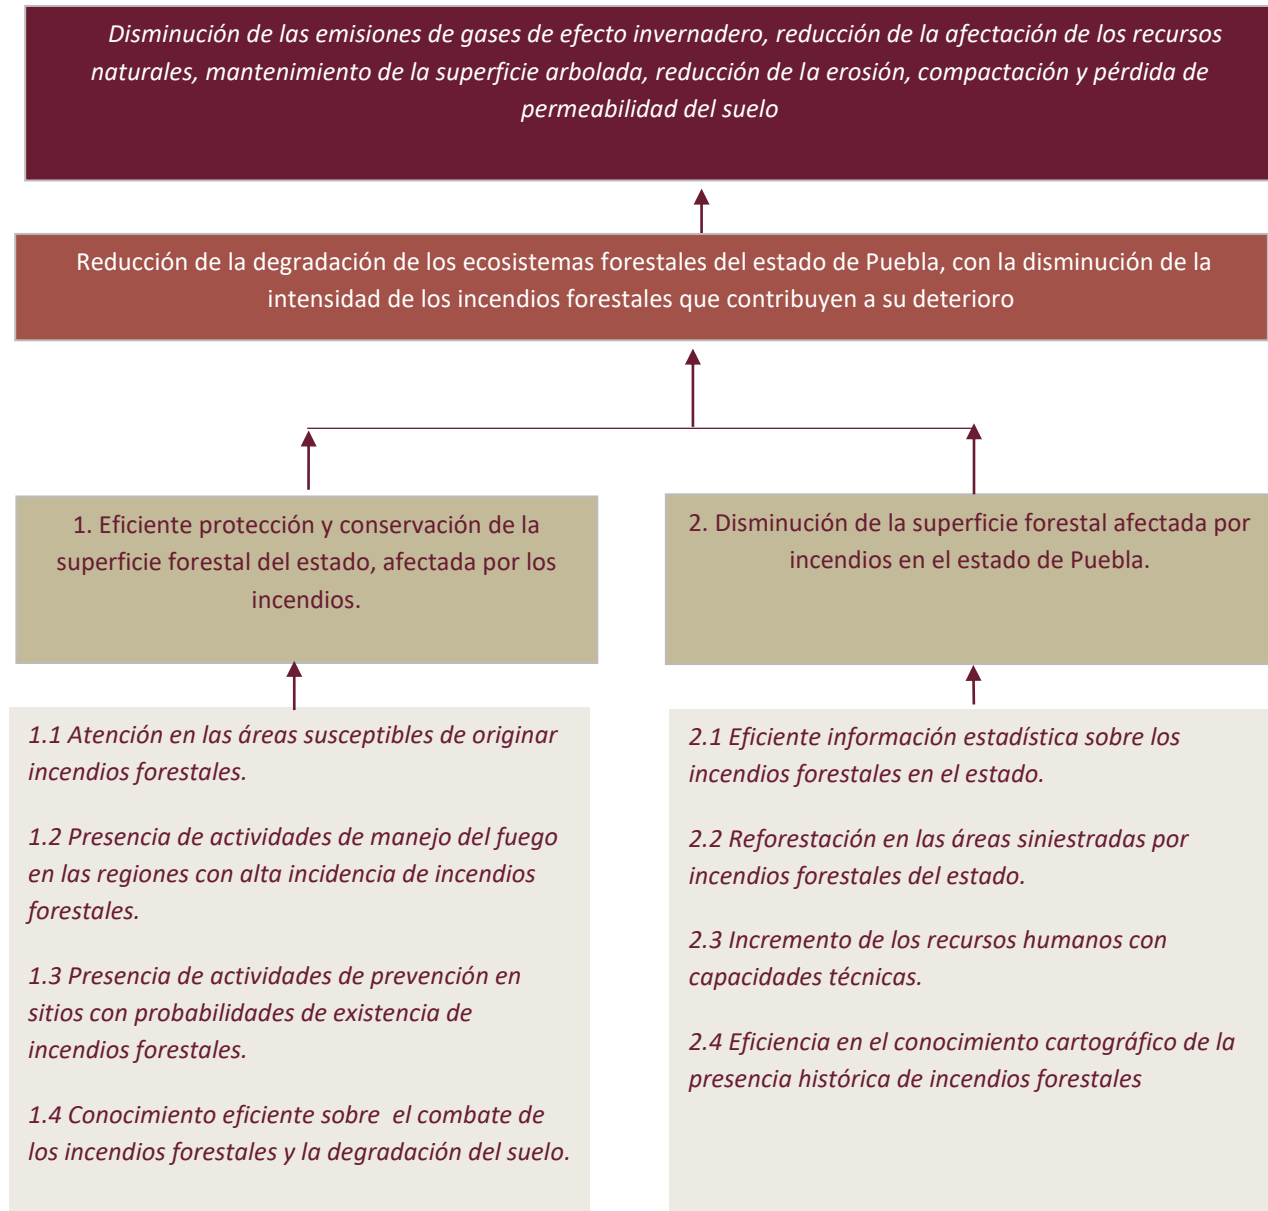 Disminución de las emisiones de gases de efecto invernadero, reducción de la afectación de los recursos
naturales, mantenimiento de la superficie arbolada, reducción de la erosión, compactación y pérdida de
permeabilidad del suelo
Reducción de la degradación de los ecosistemas forestales del estado de Puebla, con la disminución de la
intensidad de los incendios forestales que contribuyen a su deterioro
1. Eficiente protección y conservación de la
superficie forestal del estado, afectada por los
incendios.
2. Disminución de la superficie forestal afectada por
incendios en el estado de Puebla.
1.1 Atención en las áreas susceptibles de originar
incendios forestales.
1.2 Presencia de actividades de manejo del fuego
en las regiones con alta incidencia de incendios
forestales.
1.3 Presencia de actividades de prevención en
sitios con probabilidades de existencia de
incendios forestales.
1.4 Conocimiento eficiente sobre  el combate de
los incendios forestales y la degradación del suelo.
2.1 Eficiente información estadística sobre los
incendios forestales en el estado.
2.2 Reforestación en las áreas siniestradas por
incendios forestales del estado.
2.3 Incremento de los recursos humanos con
capacidades técnicas.
2.4 Eficiencia en el conocimiento cartográfico de la
presencia histórica de incendios forestales